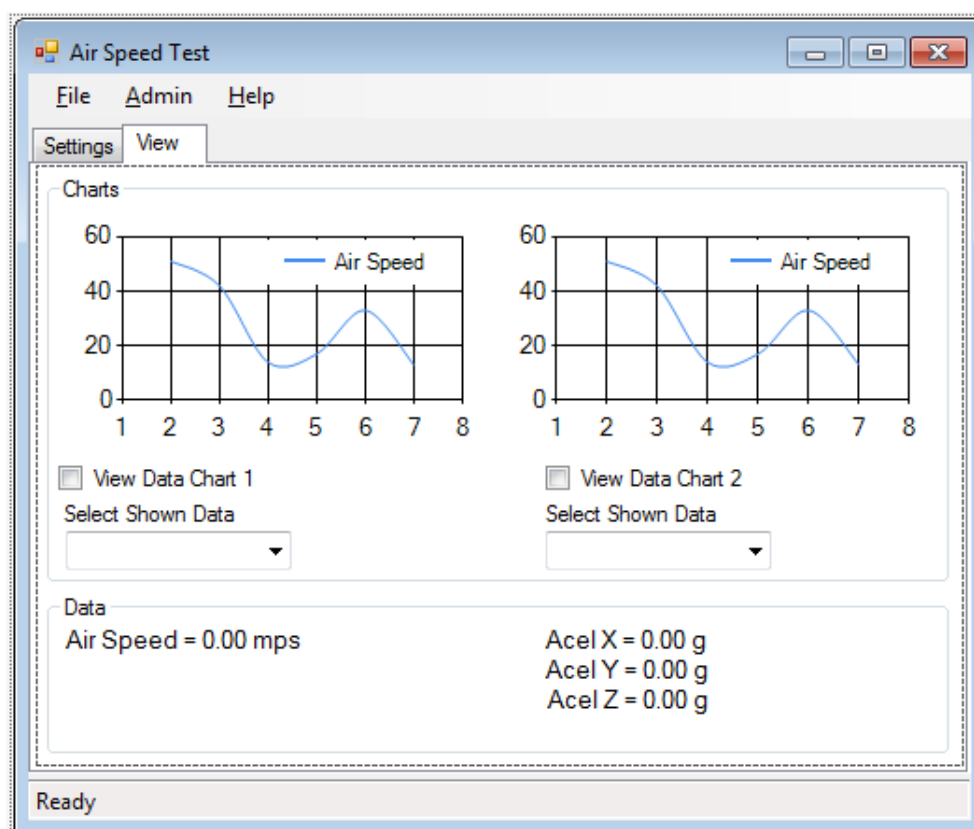 Air Speed Test
File Admin Help
Settings View
Charts
60
40
20
0
Air Speed
1 2 3 4 5 6 7 8
60
40
20
0
Air Speed
1 2 3 4 5 6 7 8
View Data Chart 1
Select Shown Data
View Data Chart 2
Select Shown Data
Data
Air Speed = 0.00 mps
Acel X = 0.00 g
Acel Y = 0.00 g
Acel Z = 0.00 g
Ready